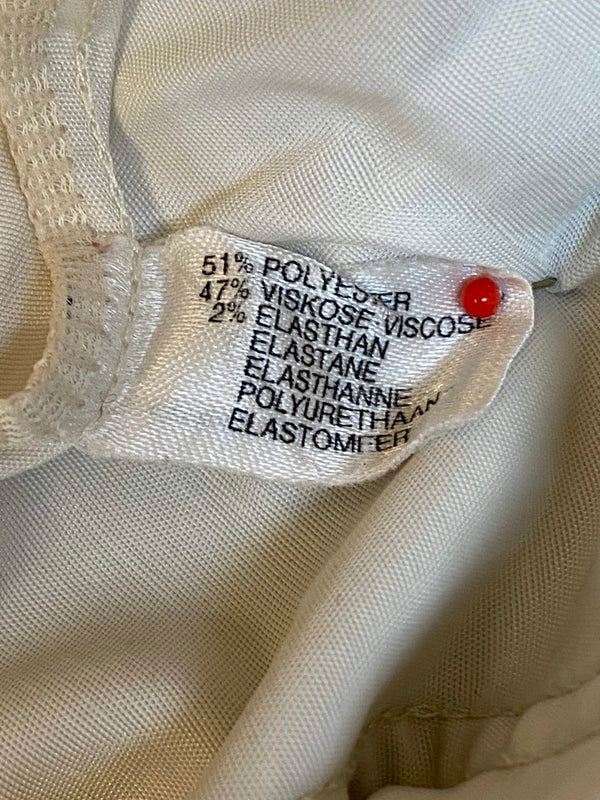 51% POLYESTER
47% VISKOSE VISCOSE
2% ELASTHAN
ELASTANE
ELASTHANNE
POLYURETHAAN
ELASTOMEER